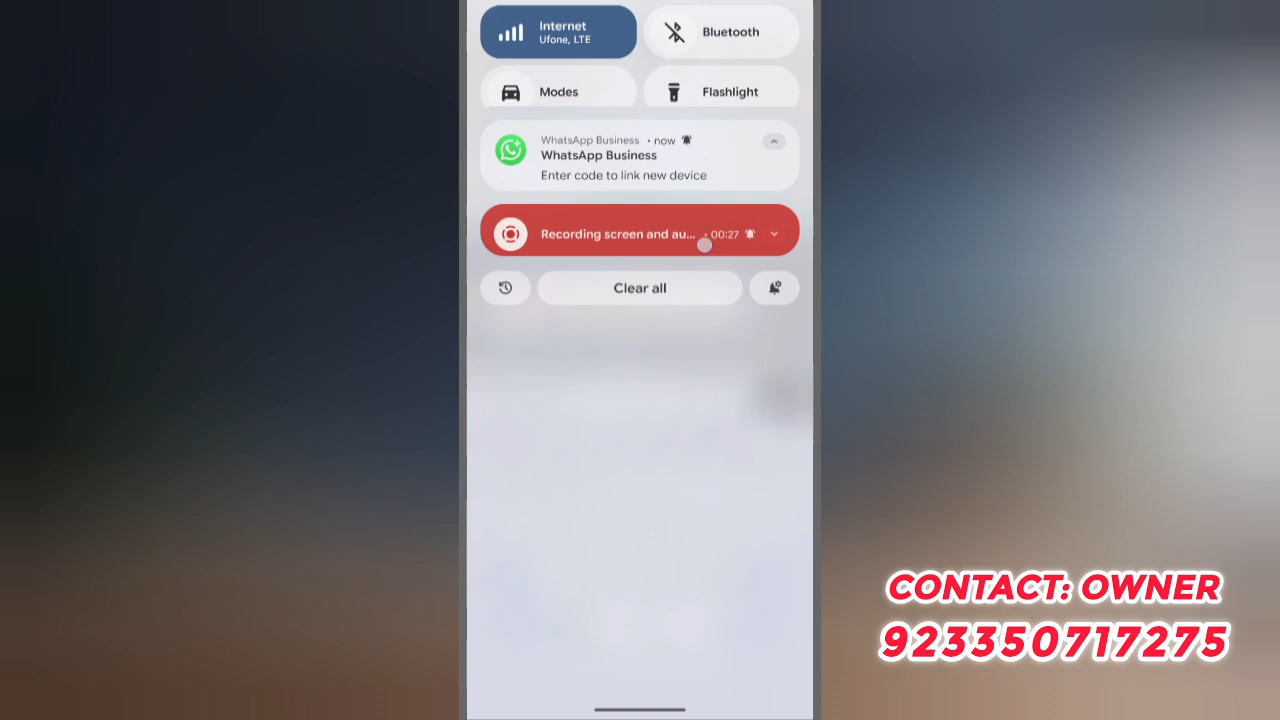 Internet
Ufone, LTE
Bluetooth
Modes
Flashlight
WhatsApp Business • now
WhatsApp Business
Enter code to link new device
Recording screen and au... • 00:27
Clear all
CONTACT: OWNER
923350717275